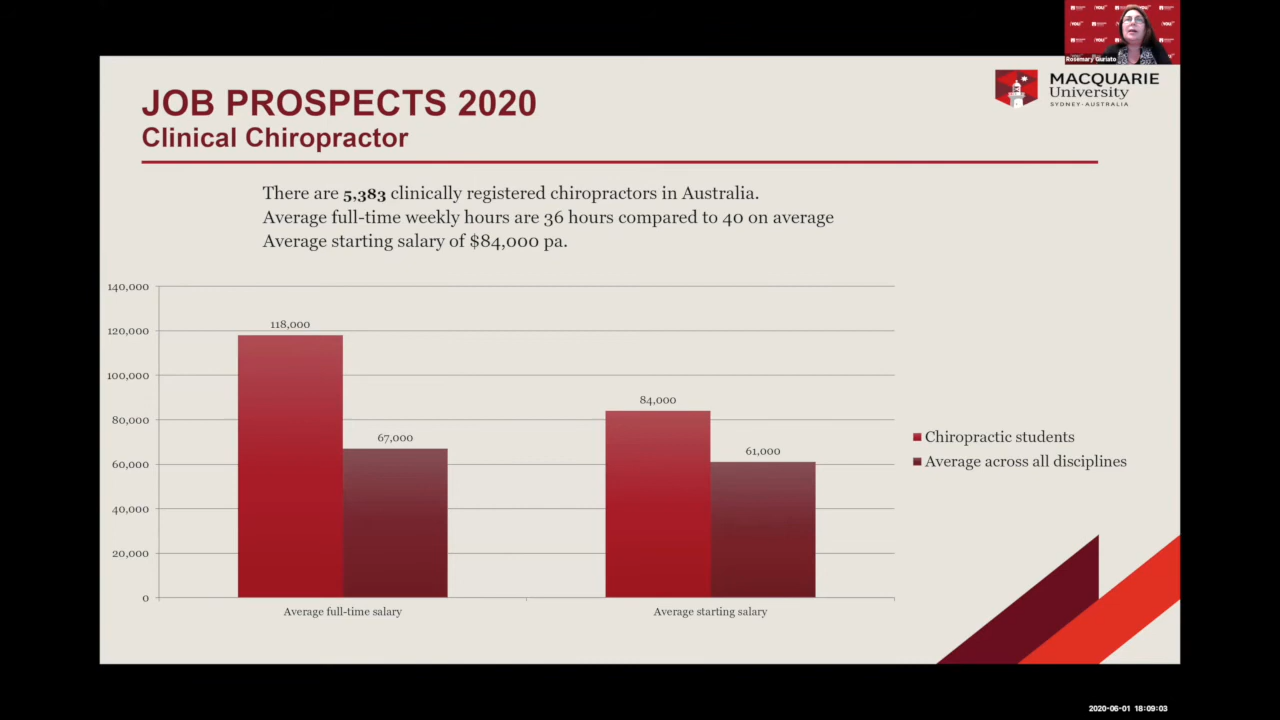 Rosemary Giuriato
MACQUARIE
University
SYDNEY·AUSTRALIA
JOB PROSPECTS 2020
Clinical Chiropractor
There are 5,383 clinically registered chiropractors in Australia.
Average full-time weekly hours are 36 hours compared to 40 on average
Average starting salary of $84,000 pa.
140,000
120,000
100,000
80,000
60,000
40,000
20,000
0
118,000
67,000
84,000
61,000
Average full-time salary
Average starting salary
Chiropractic students
Average across all disciplines
2020-06-01 18:09:03